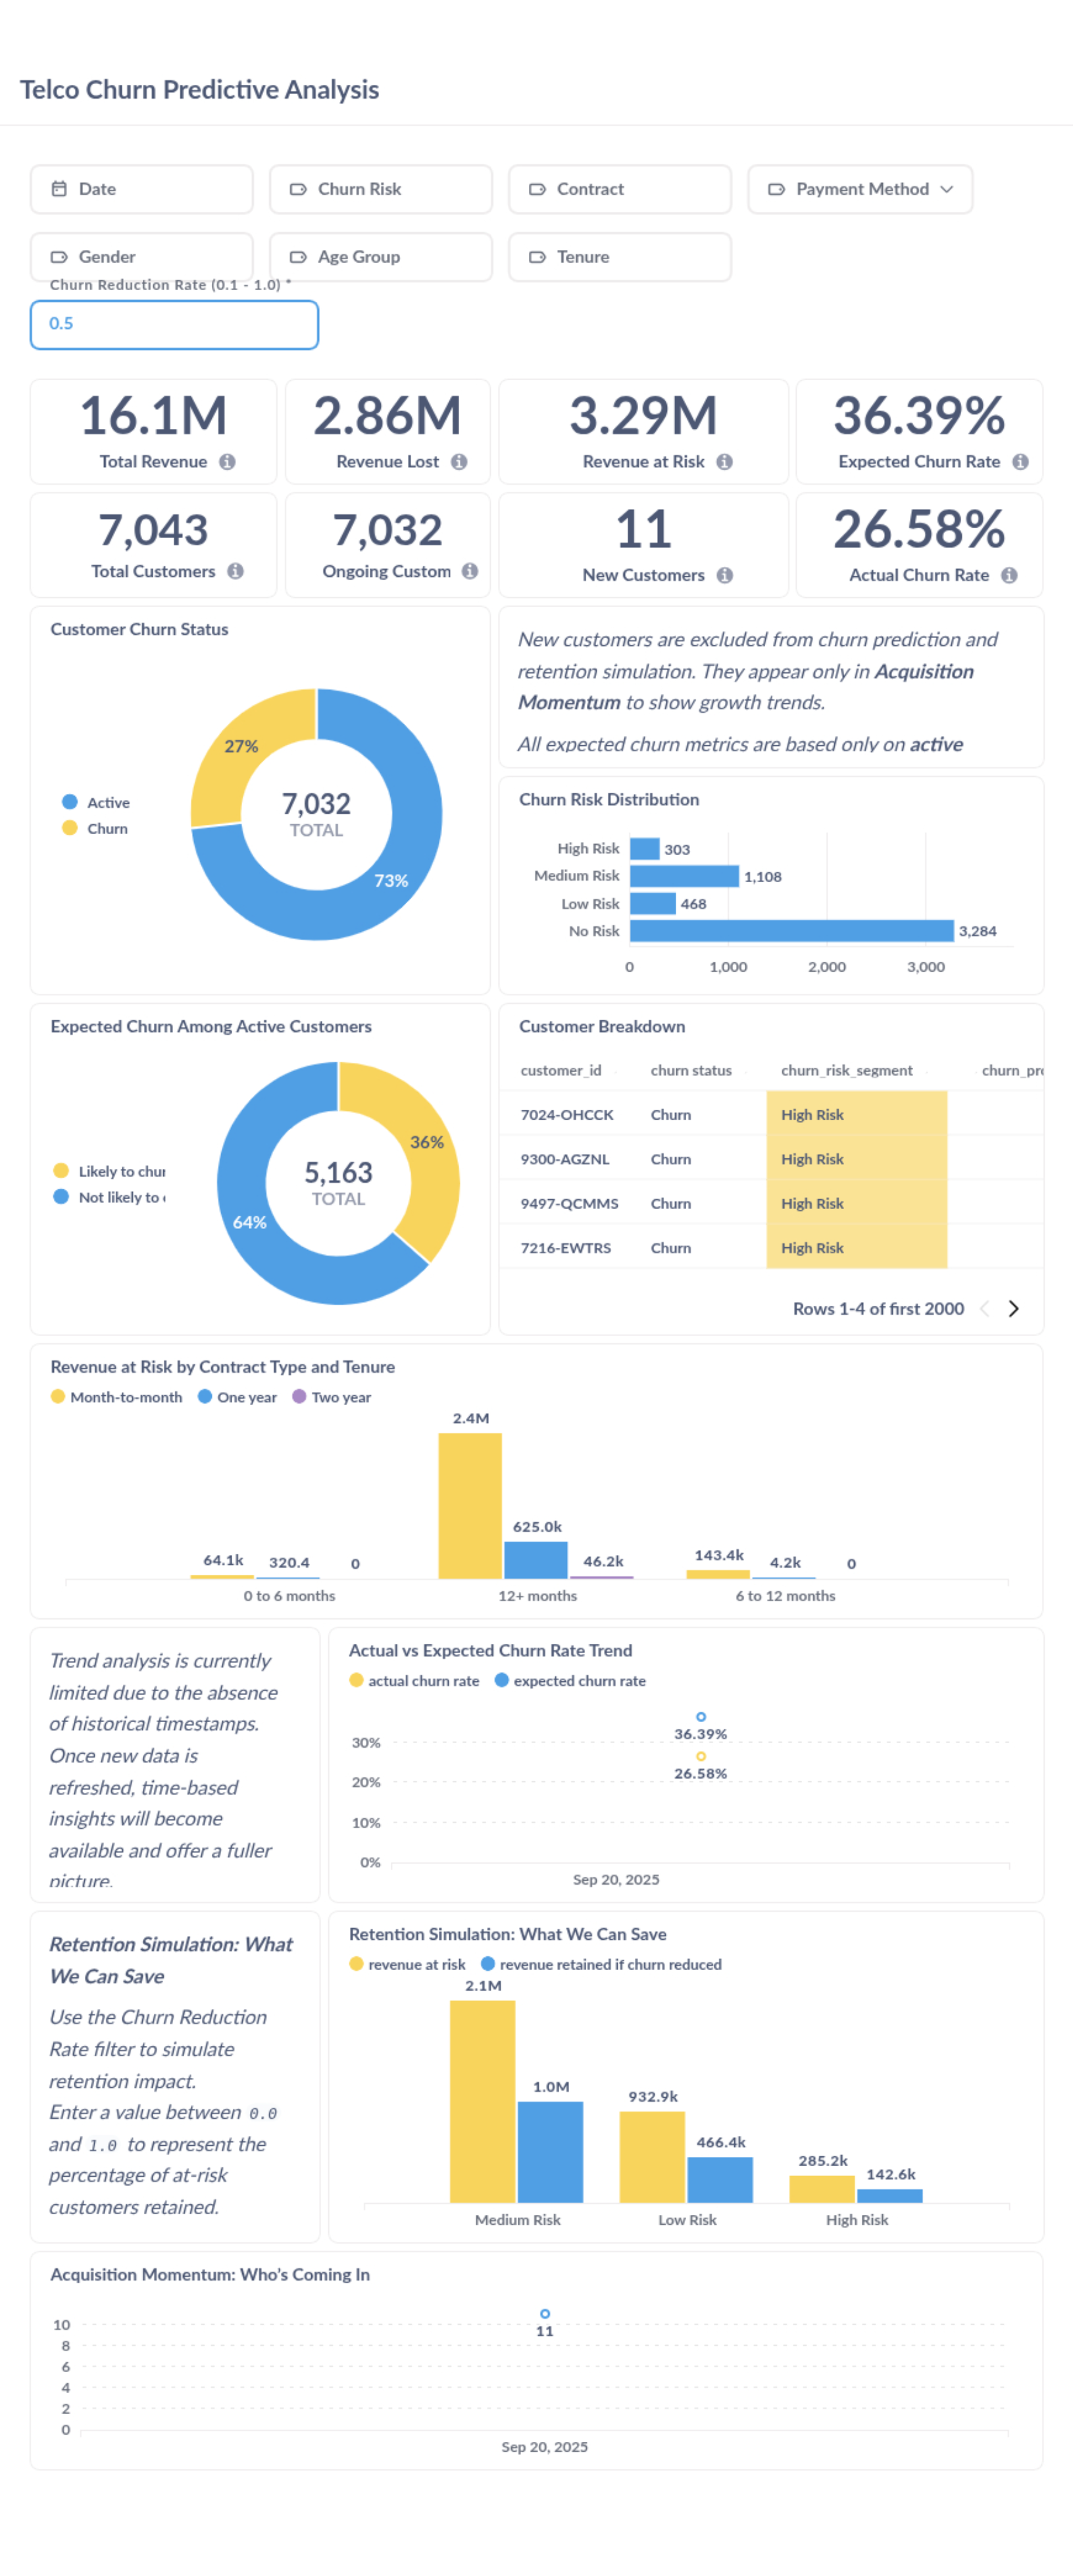 Telco Churn Predictive Analysis
Date
Churn Risk
Contract
Payment Method
Gender
Age Group
Tenure
Churn Reduction Rate (0.1 - 1.0) *
0.5
16.1M
Total Revenue
2.86M
Revenue Lost
3.29M
Revenue at Risk
36.39%
Expected Churn Rate
7,043
Total Customers
7,032
Ongoing Custom
11
New Customers
26.58%
Actual Churn Rate
Customer Churn Status
Active
Churn
27%
73%
7,032
TOTAL
New customers are excluded from churn prediction and
retention simulation. They appear only in Acquisition
Momentum to show growth trends.
All expected churn metrics are based only on active
Churn Risk Distribution
High Risk 303
Medium Risk 1,108
Low Risk 468
No Risk 3,284
0 1,000 2,000 3,000
Expected Churn Among Active Customers
Likely to chur
Not likely to
36%
64%
5,163
TOTAL
Customer Breakdown
customer_id churn status churn_risk_segment churn_pro
7024-OHCCK Churn High Risk
9300-AGZNL Churn High Risk
9497-QCMMS Churn High Risk
7216-EWTRS Churn High Risk
Rows 1-4 of first 2000
Revenue at Risk by Contract Type and Tenure
Month-to-month One year Two year
64.1k 320.4 0
2.4M 625.0k 46.2k
143.4k 4.2k 0
0 to 6 months 12+ months 6 to 12 months
Trend analysis is currently
limited due to the absence
of historical timestamps.
Once new data is
refreshed, time-based
insights will become
available and offer a fuller
picture.
Actual vs Expected Churn Rate Trend
actual churn rate expected churn rate
30%
20%
10%
0%
36.39%
26.58%
Sep 20, 2025
Retention Simulation: What
We Can Save
Use the Churn Reduction
Rate filter to simulate
retention impact.
Enter a value between 0.0
and 1.0 to represent the
percentage of at-risk
customers retained.
Retention Simulation: What We Can Save
revenue at risk revenue retained if churn reduced
2.1M 1.0M
932.9k 466.4k
285.2k 142.6k
Medium Risk Low Risk High Risk
Acquisition Momentum: Who's Coming In
10
8
6
4
2
0
11
Sep 20, 2025